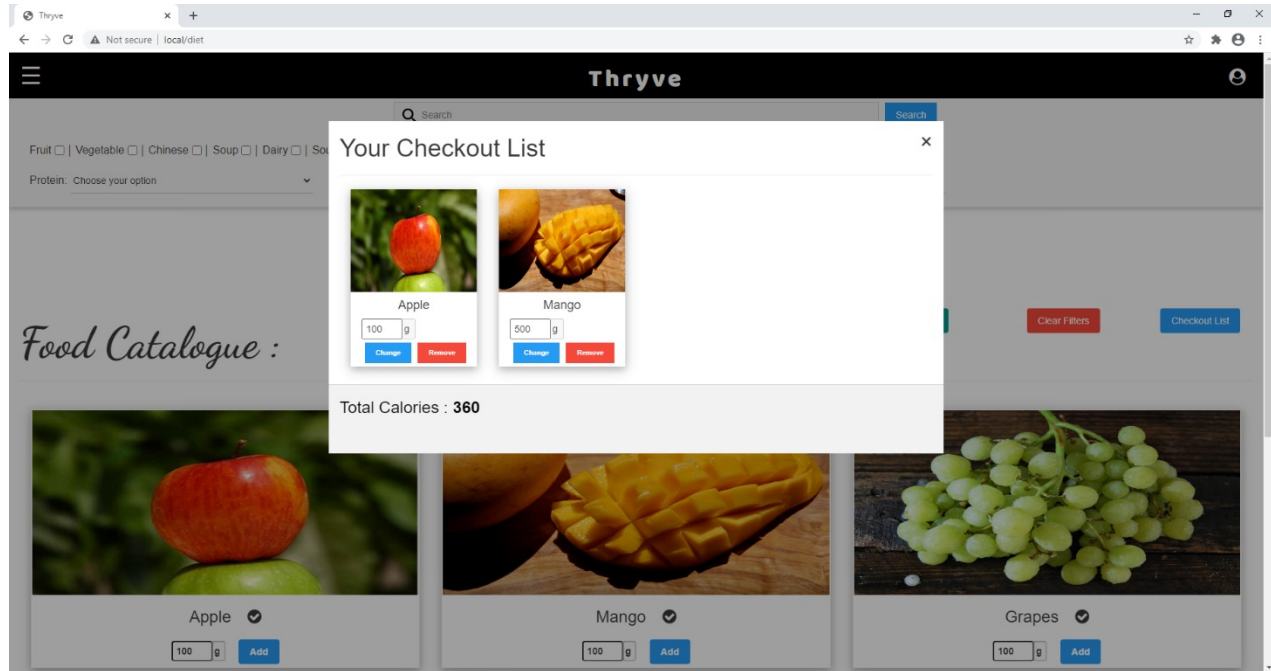 Thryve
Not secure | local/diet
Thryve
Search Search
Fruit | Vegetable | Chinese | Soup | Dairy |
Protein: Choose your option
Your Checkout List
Apple Mango
100 g 500 g
Change Remove Change Remove
Total Calories : 360
Food Catalogue :
Clear Filters Checkout List
Apple Mango Grapes
100 g Add 100 g Add 100 g Add